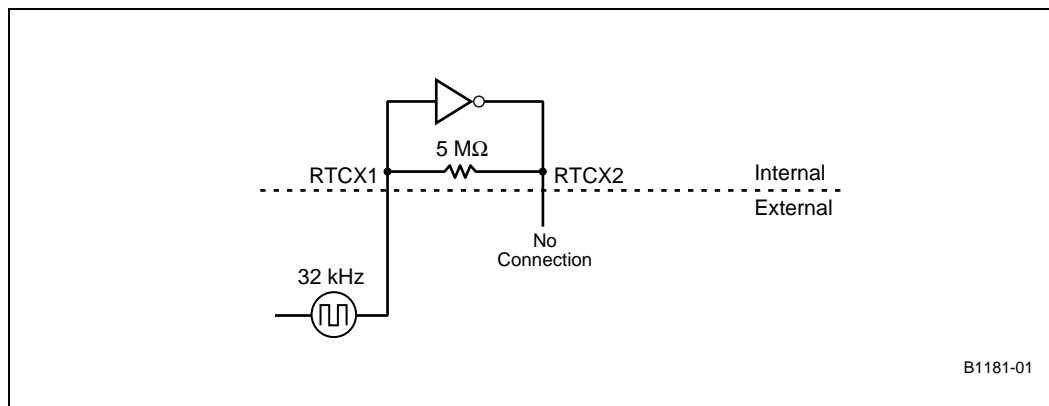 5 MΩ
RTCX1
RTCX2
Internal
External
No
Connection
32 kHz
B1181-01